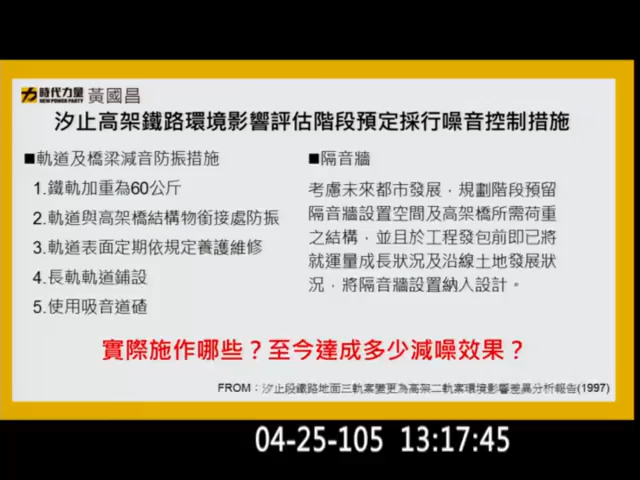 力 時代力量 黃國昌
NEW POWER PARTY
汐止高架鐵路環境影響評估階段預定採行噪音控制措施
■軌道及橋梁減音防振措施
1.鐵軌加重為60公斤
2.軌道與高架橋結構物銜接處防振
3.軌道表面定期依規定養護維修
4.長軌軌道鋪設
5.使用吸音道碴
■隔音牆
考慮未來都市發展，規劃階段預留
隔音牆設置空間及高架橋所需荷重
之結構，並且於工程發包前即已將
就運量成長狀況及沿線土地發展狀
況，將隔音牆設置納入設計。
實際施作哪些？至今達成多少減噪效果？
FROM：汐止段鐵路地面三軌案變更為高架二軌案環境影響差異分析報告(1997)
04-25-105 13:17:45